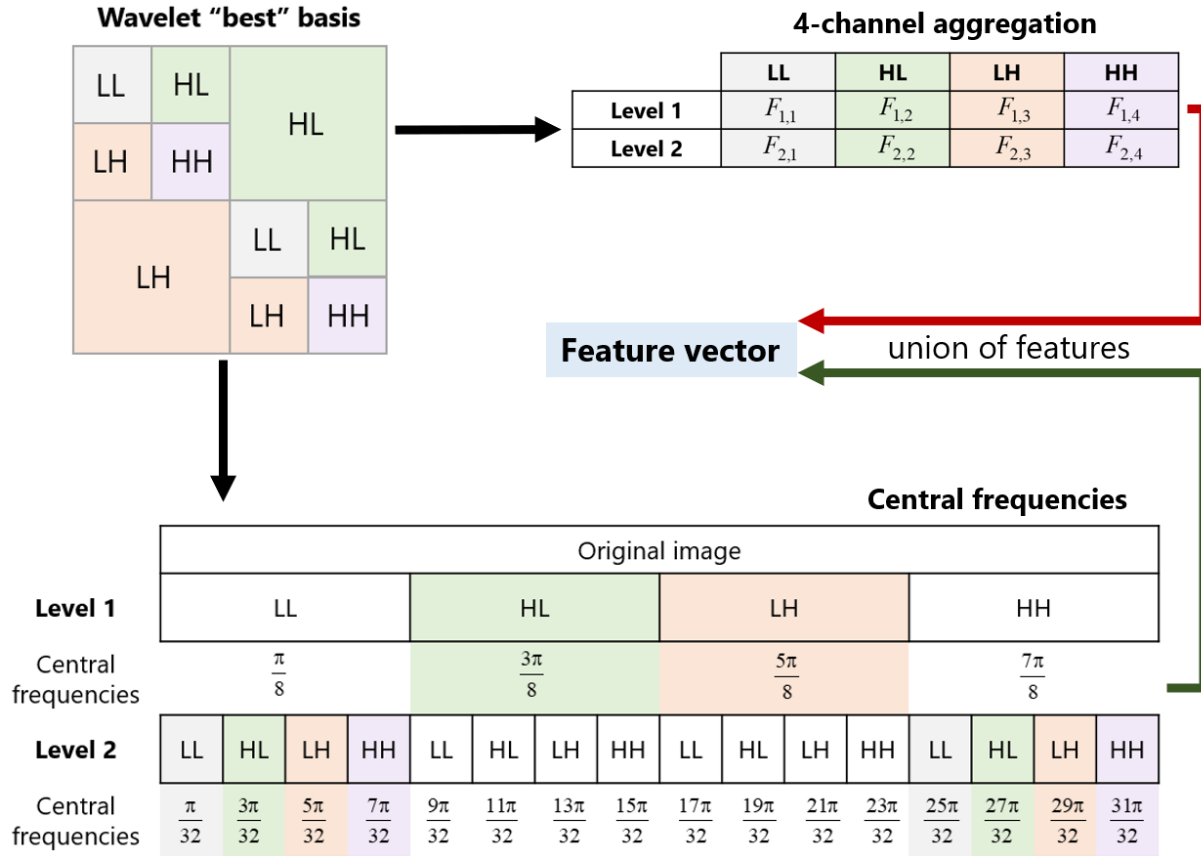 Wavelet “best” basis
LL HL HL
LH HH
LH LL HL
LH HH
4-channel aggregation
LL HL LH HH
Level 1 F1,1 F1,2 F1,3 F1,4
Level 2 F2,1 F2,2 F2,3 F2,4
Feature vector
union of features
Central frequencies
Original image
Level 1 LL HL LH HH
Central frequencies π/8 3π/8 5π/8 7π/8
Level 2 LL HL LH HH LL HL LH HH LL HL LH HH LL HL LH HH
Central frequencies π/32 3π/32 5π/32 7π/32 9π/32 11π/32 13π/32 15π/32 17π/32 19π/32 21π/32 23π/32 25π/32 27π/32 29π/32 31π/32